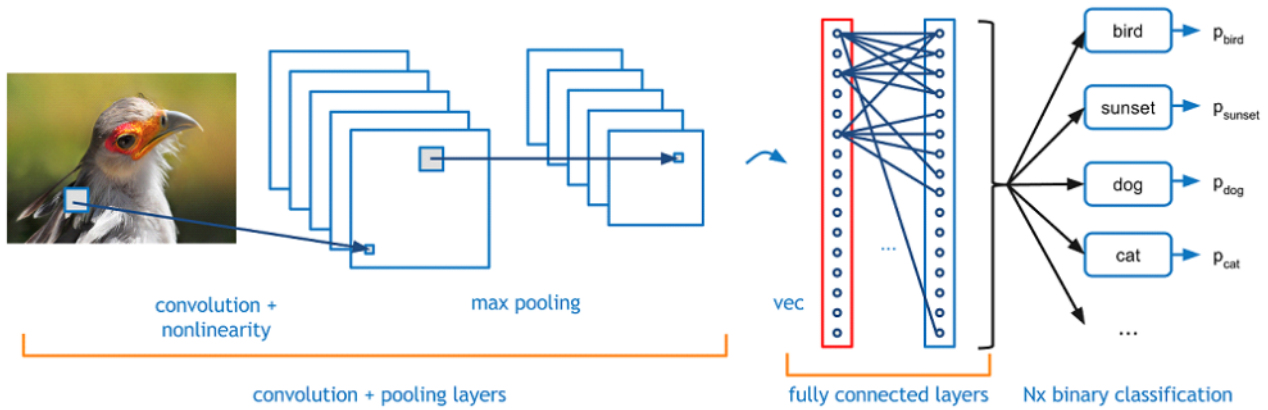 bird
p_bird
sunset
p_sunset
dog
p_dog
cat
p_cat
...
...
convolution +
nonlinearity
max pooling
vec
convolution + pooling layers
fully connected layers
Nx binary classification